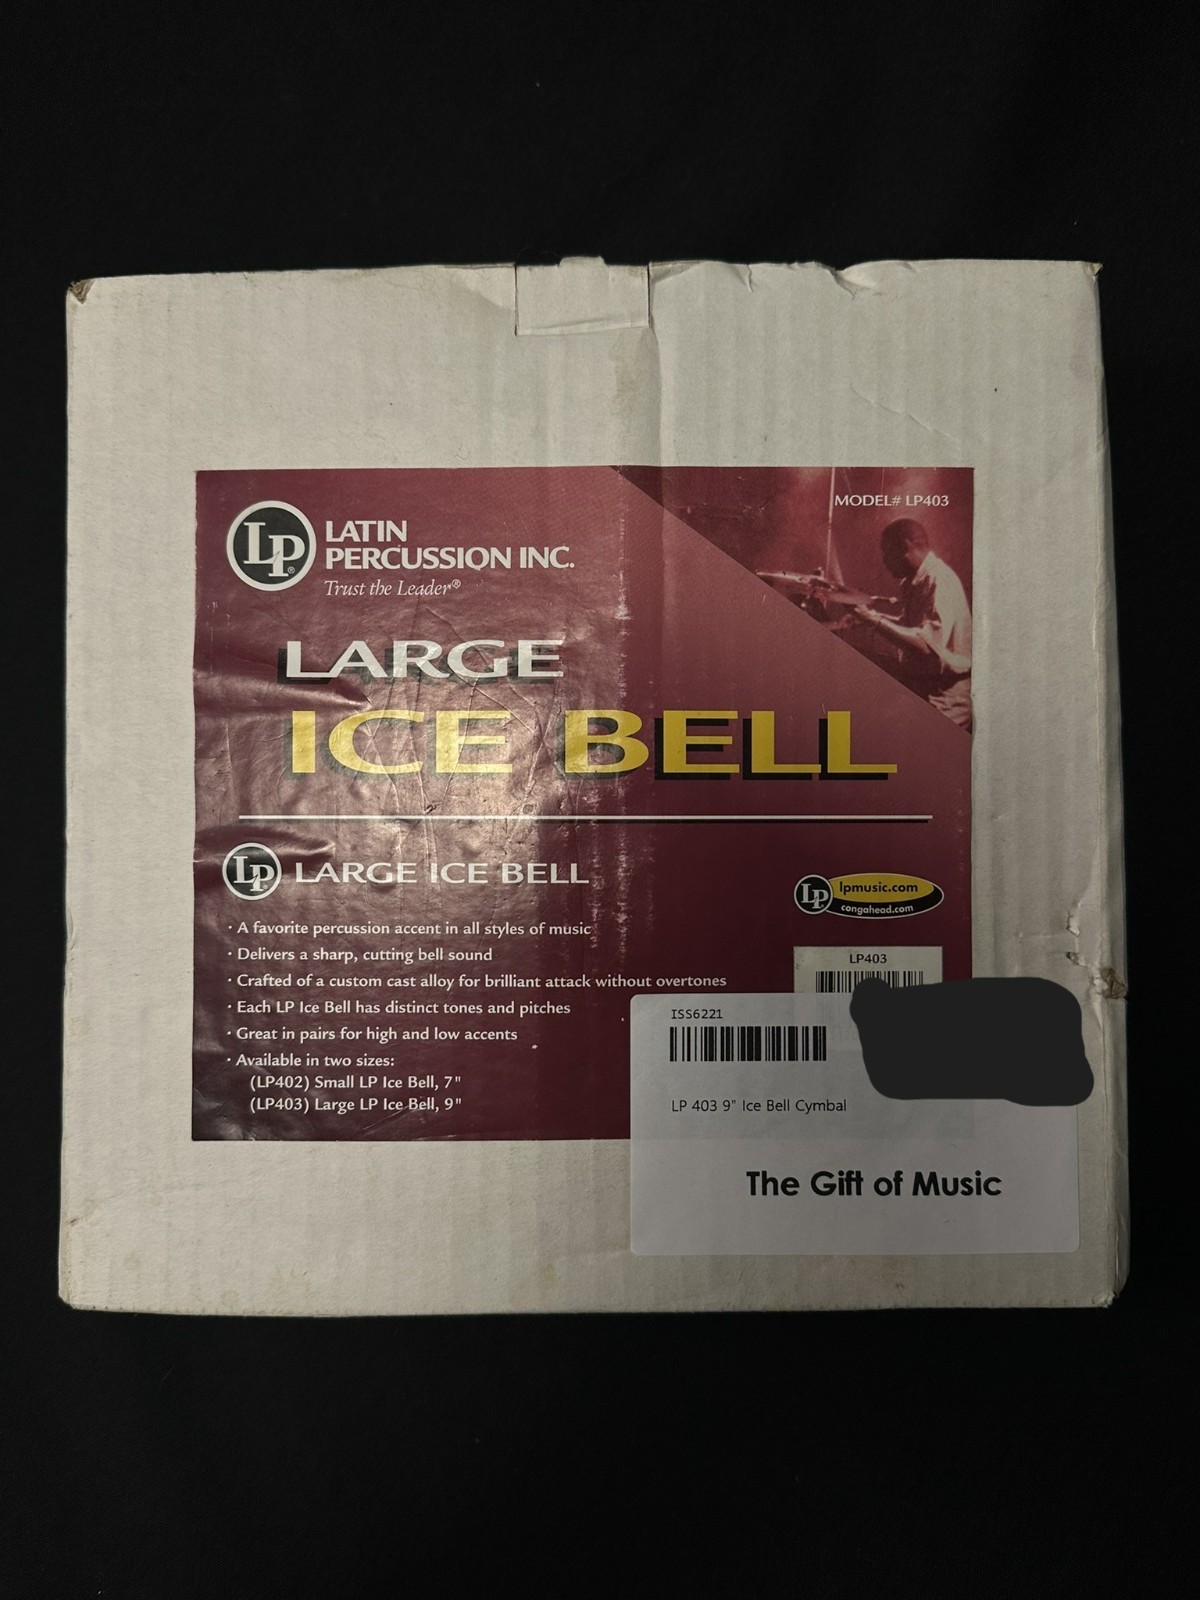 MODEL# LP403
LP®
LATIN
PERCUSSION INC.
Trust the Leader®
LARGE
ICE BELL
LP LARGE ICE BELL
· A favorite percussion accent in all styles of music
· Delivers a sharp, cutting bell sound
· Crafted of a custom cast alloy for brilliant attack without overtones
· Each LP Ice Bell has distinct tones and pitches
· Great in pairs for high and low accents
· Available in two sizes:
(LP402) Small LP Ice Bell, 7"
(LP403) Large LP Ice Bell, 9"
LP lpmusic.com
congahead.com
LP403
ISS6221
LP 403 9" Ice Bell Cymbal
The Gift of Music